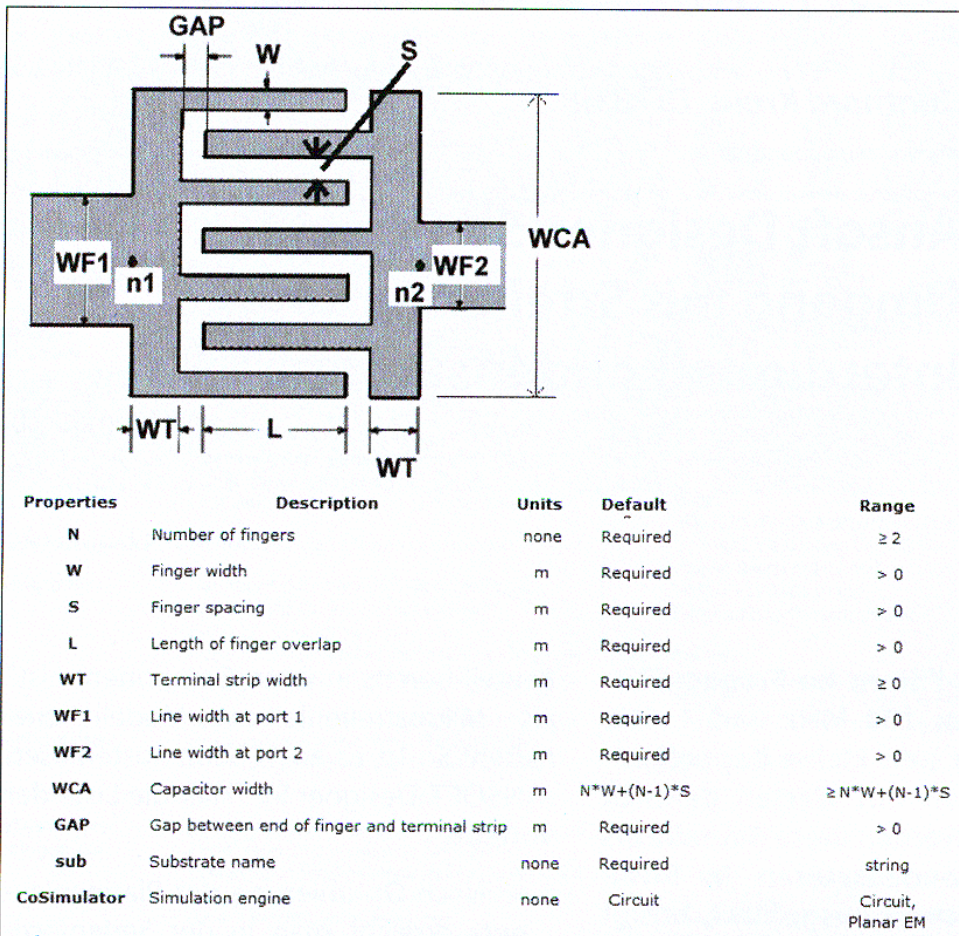 GAP
W
S
WF1
n1
n2
WF2
WCA
WT
L
WT
Properties Description Units Default Range
N Number of fingers none Required ≥ 2
W Finger width m Required > 0
S Finger spacing m Required > 0
L Length of finger overlap m Required > 0
WT Terminal strip width m Required ≥ 0
WF1 Line width at port 1 m Required > 0
WF2 Line width at port 2 m Required > 0
WCA Capacitor width m N*W+(N-1)*S ≥ N*W+(N-1)*S
GAP Gap between end of finger and terminal strip m Required > 0
sub Substrate name none Required string
CoSimulator Simulation engine none Circuit Circuit,
Planar EM